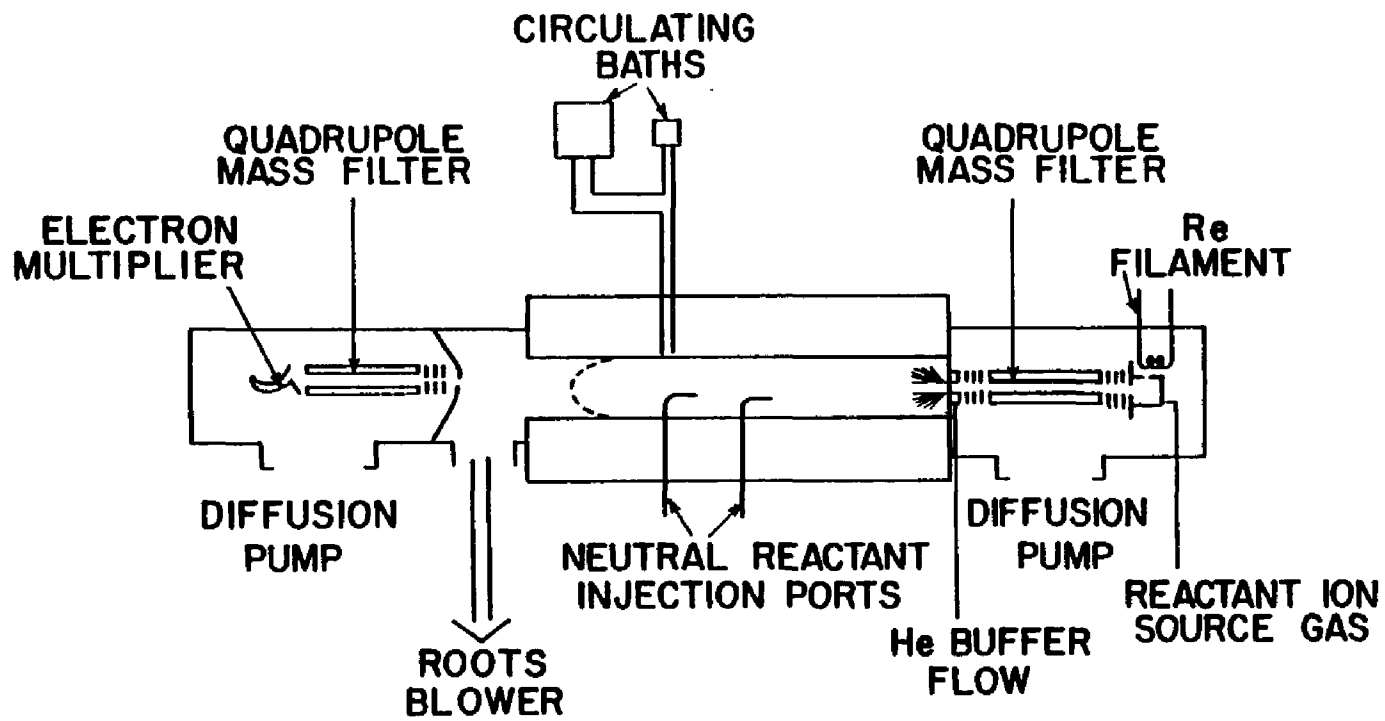 CIRCULATING
BATHS
QUADRUPOLE
MASS FILTER
QUADRUPOLE
MASS FILTER
ELECTRON
MULTIPLIER
Re
FILAMENT
DIFFUSION
PUMP
NEUTRAL REACTANT
INJECTION PORTS
DIFFUSION
PUMP
REACTANT ION
SOURCE GAS
He BUFFER
FLOW
ROOTS
BLOWER